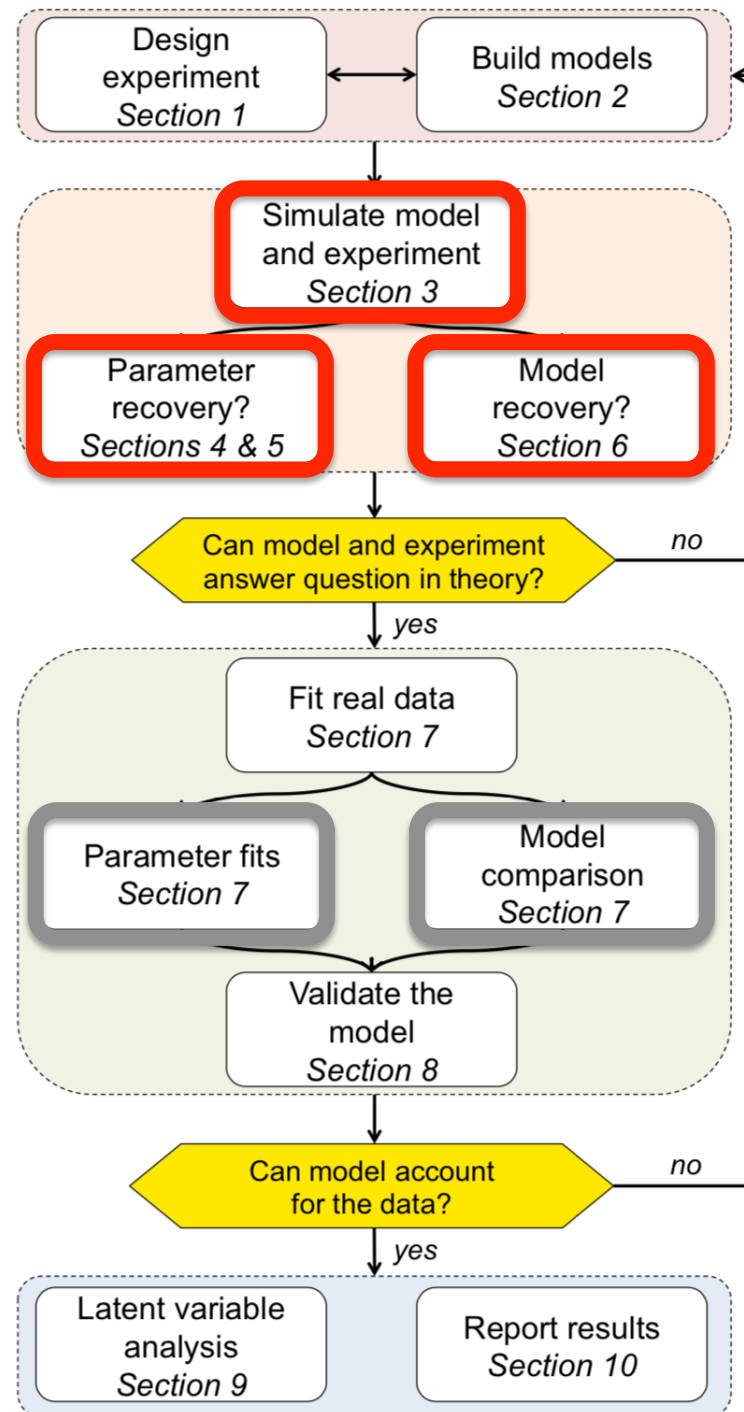 Design
experiment
Section 1
Build models
Section 2
Simulate model
and experiment
Section 3
Parameter
recovery?
Sections 4 & 5
Model
recovery?
Section 6
Can model and experiment
answer question in theory?
no
yes
Fit real data
Section 7
Parameter fits
Section 7
Model
comparison
Section 7
Validate the
model
Section 8
Can model account
for the data?
no
yes
Latent variable
analysis
Section 9
Report results
Section 10